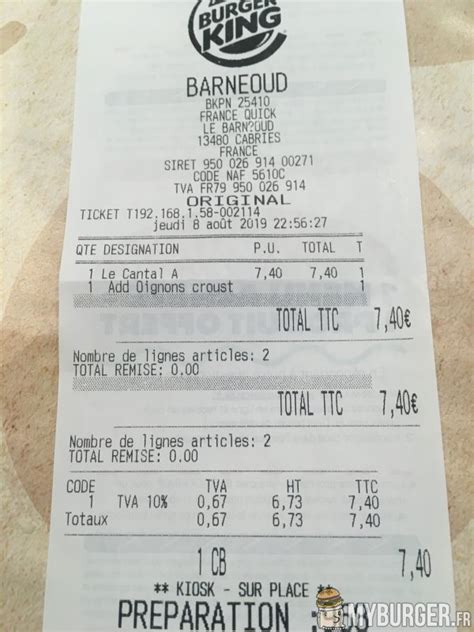 BURGER
KING
BARNEOUD
BKPN 25410
FRANCE QUICK
LE BARN?OUD
13480 CABRIES
FRANCE
SIRET 950 026 914 00271
CODE NAF 5610C
TVA FR79 950 026 914
ORIGINAL
TICKET T192.168.1.58-002114
jeudi 8 août 2019 22:56:27
QTE DESIGNATION P.U. TOTAL T
1 Le Cantal A 7,40 7,40 1
1 Add Oignons croust 1
TOTAL TTC 7,40€
Nombre de lignes articles: 2
TOTAL REMISE: 0.00
TOTAL TTC 7,40€
Nombre de lignes articles: 2
TOTAL REMISE: 0.00
CODE TVA HT TTC
1 TVA 10% 0,67 6,73 7,40
Totaux 0,67 6,73 7,40
1 CB 7,40
** KIOSK - SUR PLACE **
PREPARATION :
MYBURGER.FR